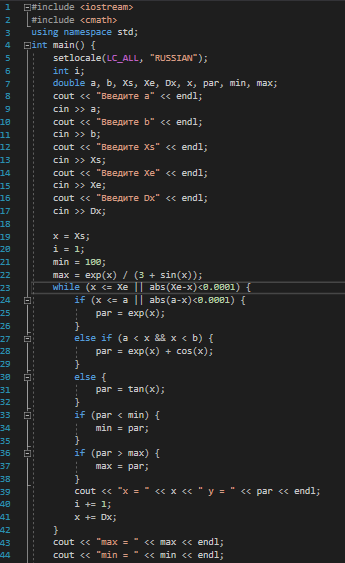 1 #include <iostream>
2 #include <cmath>
3 using namespace std;
4 int main() {
5 setlocale(LC_ALL, "RUSSIAN");
6 int i;
7 double a, b, Xs, Xe, Dx, x, par, min, max;
8 cout << "Введите a" << endl;
9 cin >> a;
10 cout << "Введите b" << endl;
11 cin >> b;
12 cout << "Введите Xs" << endl;
13 cin >> Xs;
14 cout << "Введите Xe" << endl;
15 cin >> Xe;
16 cout << "Введите Dx" << endl;
17 cin >> Dx;
18
19 x = Xs;
20 i = 1;
21 min = 100;
22 max = exp(x) / (3 + sin(x));
23 while (x <= Xe || abs(Xe-x)<0.0001) {
24 if (x <= a || abs(a-x)<0.0001) {
25 par = exp(x);
26 }
27 else if (a < x && x < b) {
28 par = exp(x) + cos(x);
29 }
30 else {
31 par = tan(x);
32 }
33 if (par < min) {
34 min = par;
35 }
36 if (par > max) {
37 max = par;
38 }
39 cout << "x = " << x << " y = " << par << endl;
40 i += 1;
41 x += Dx;
42 }
43 cout << "max = " << max << endl;
44 cout << "min = " << min << endl;